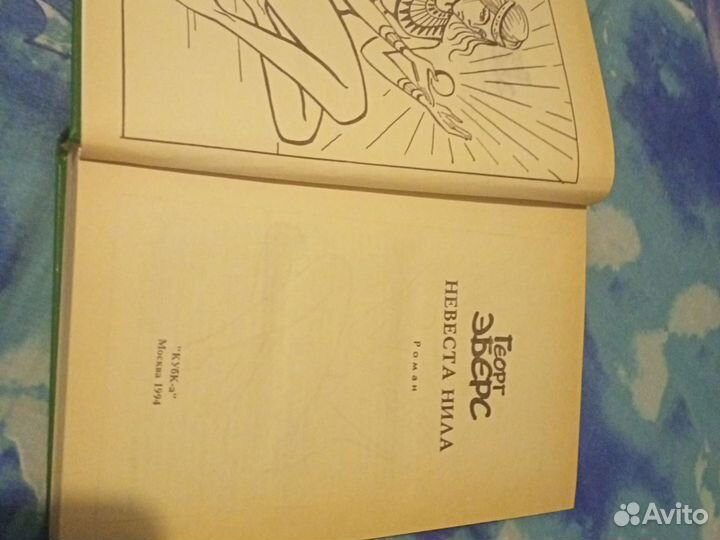 Георг
Эберс
НЕВЕСТА НИЛА
Роман
"КУбК-а"
Москва 1994
Avito